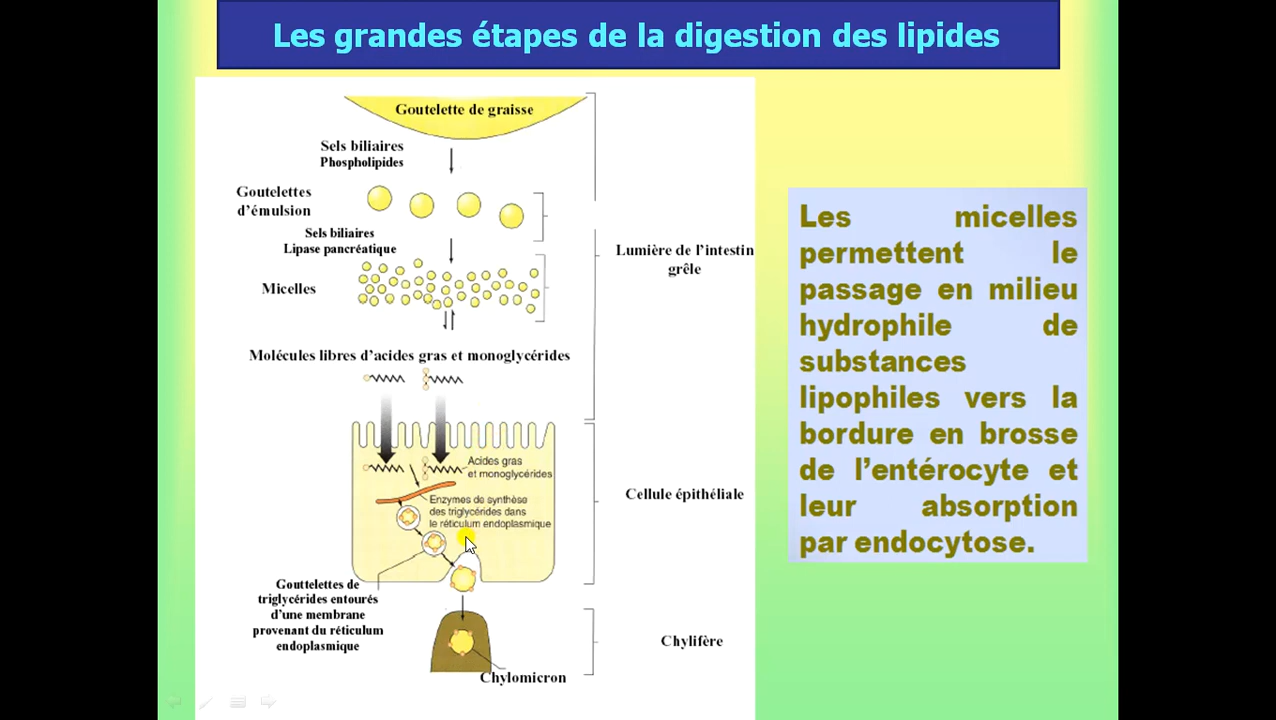 Les grandes étapes de la digestion des lipides
Goutelette de graisse
Sels biliaires
Phospholipides
Goutelettes
d'émulsion
Sels biliaires
Lipase pancréatique
Micelles
Molécules libres d'acides gras et monoglycérides
Acides gras
et monoglycérides
Enzymes de synthèse
des triglycérides dans
le réticulum endoplasmique
Gouttelettes de
triglycérides entourés
d'une membrane
provenant du réticulum
endoplasmique
Chylomicron
Lumière de l'intestin
grêle
Cellule épithéliale
Chylifère
Les micelles
permettent le
passage en milieu
hydrophile de
substances
lipophiles vers la
bordure en brosse
de l'entérocyte et
leur absorption
par endocytose.